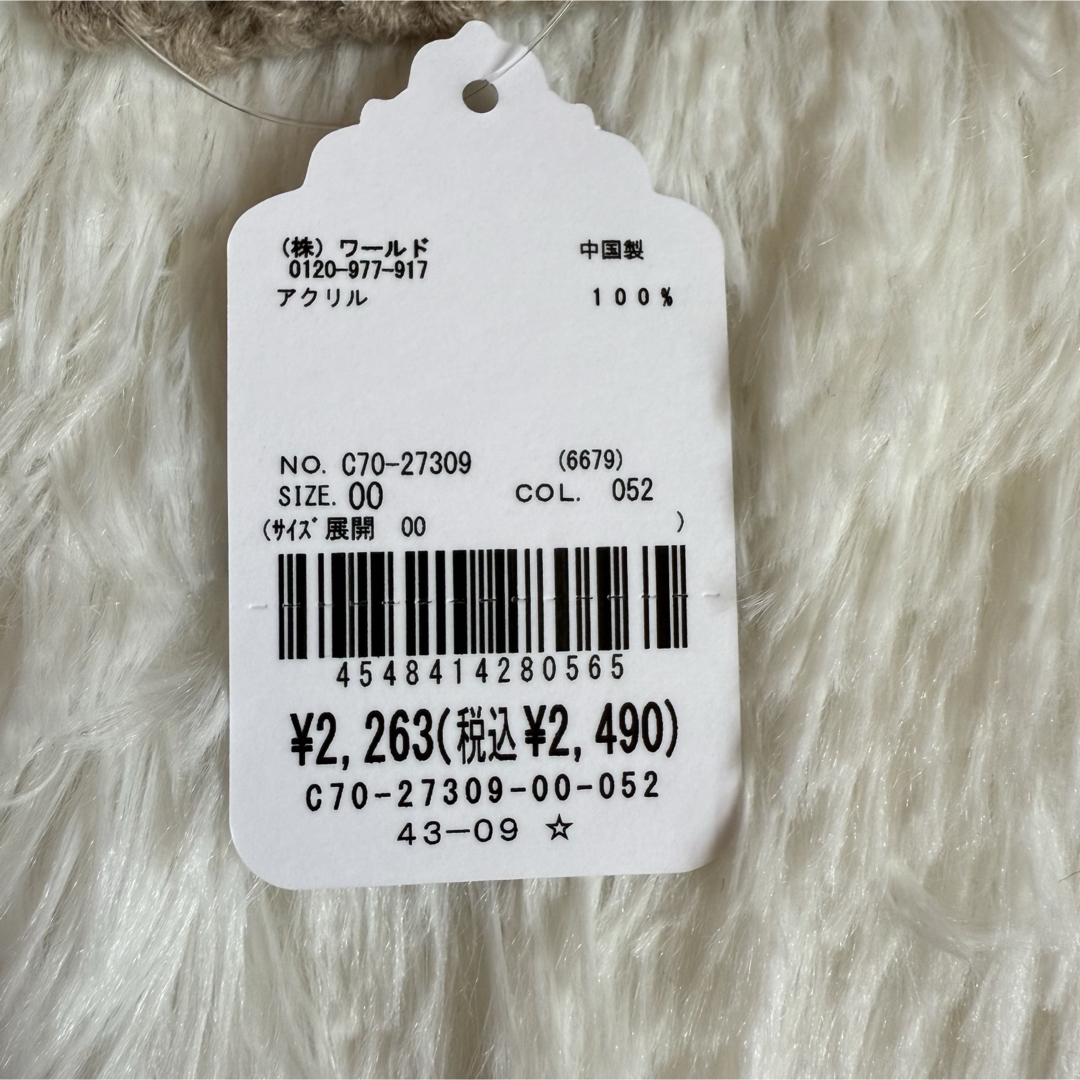 （株）ワールド 中国製
0120-977-917
アクリル １００％
NO. C70-27309 (6679)
SIZE. 00 COL. 052
(ｻｲｽﾞ展開 00 )
4548414280565
¥2,263(税込¥2,490)
C70-27309-00-052
43-09 ☆